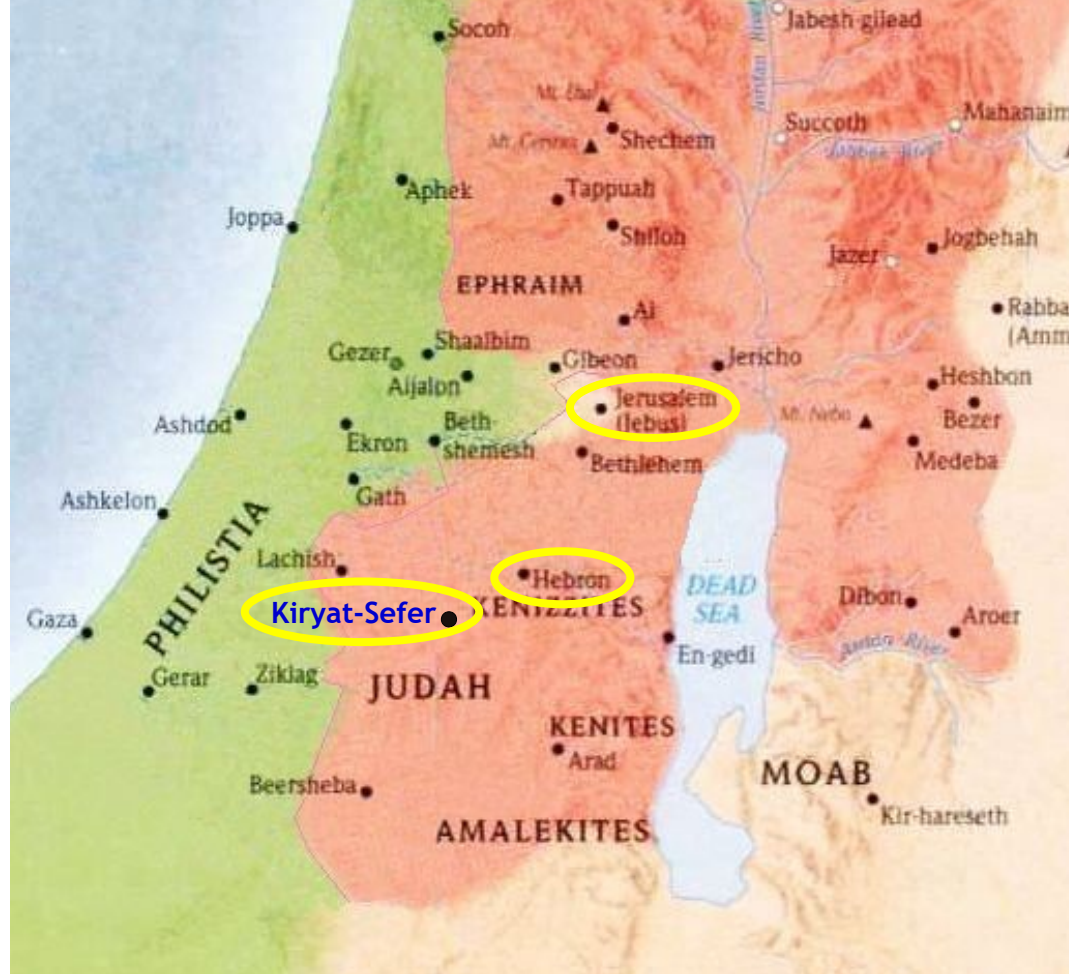 Socoh
Jabesh-gilead
Jordan River
Mt. Ebal
Shechem
Mt. Gerizim
Succoth
Mahanaim
Jabbok River
Aphek
Tappuah
Joppa
Shiloh
Jogbehah
Jazer
EPHRAIM
Ai
Rabba
(Amm
Shaalbim
Gezer
Gibeon
Jericho
Aijalon
Heshbon
Jerusalem
(Jebus)
Ashdod
Mt. Nebo
Bezer
Ekron
Beth-
shemesh
Bethlehem
Medeba
Gath
Ashkelon
PHILISTIA
Lachish
Hebron
DEAD
SEA
Kiryat-Sefer
KENIZZITES
Dibon
Aroer
Gaza
Arnon River
En-gedi
Gerar
Ziklag
JUDAH
KENITES
Arad
MOAB
Beersheba
Kir-hareseth
AMALEKITES